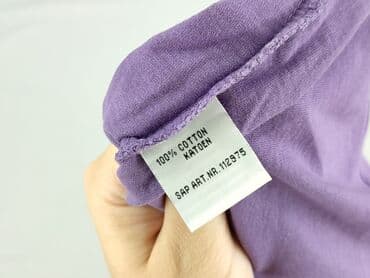 100% COTTON
KATOEN
SAP ART.NR. 112975